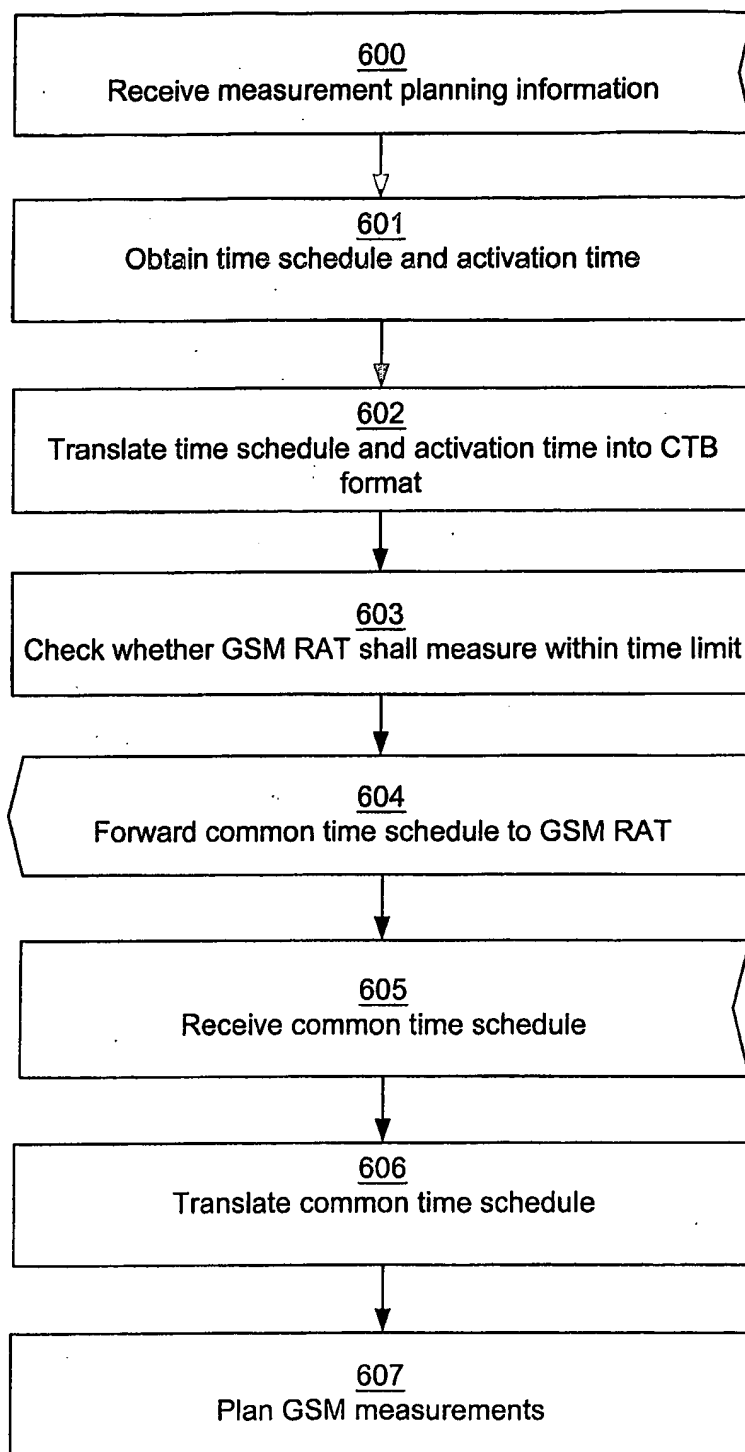 600
Receive measurement planning information
601
Obtain time schedule and activation time
602
Translate time schedule and activation time into CTB
format
603
Check whether GSM RAT shall measure within time limit
604
Forward common time schedule to GSM RAT
605
Receive common time schedule
606
Translate common time schedule
607
Plan GSM measurements